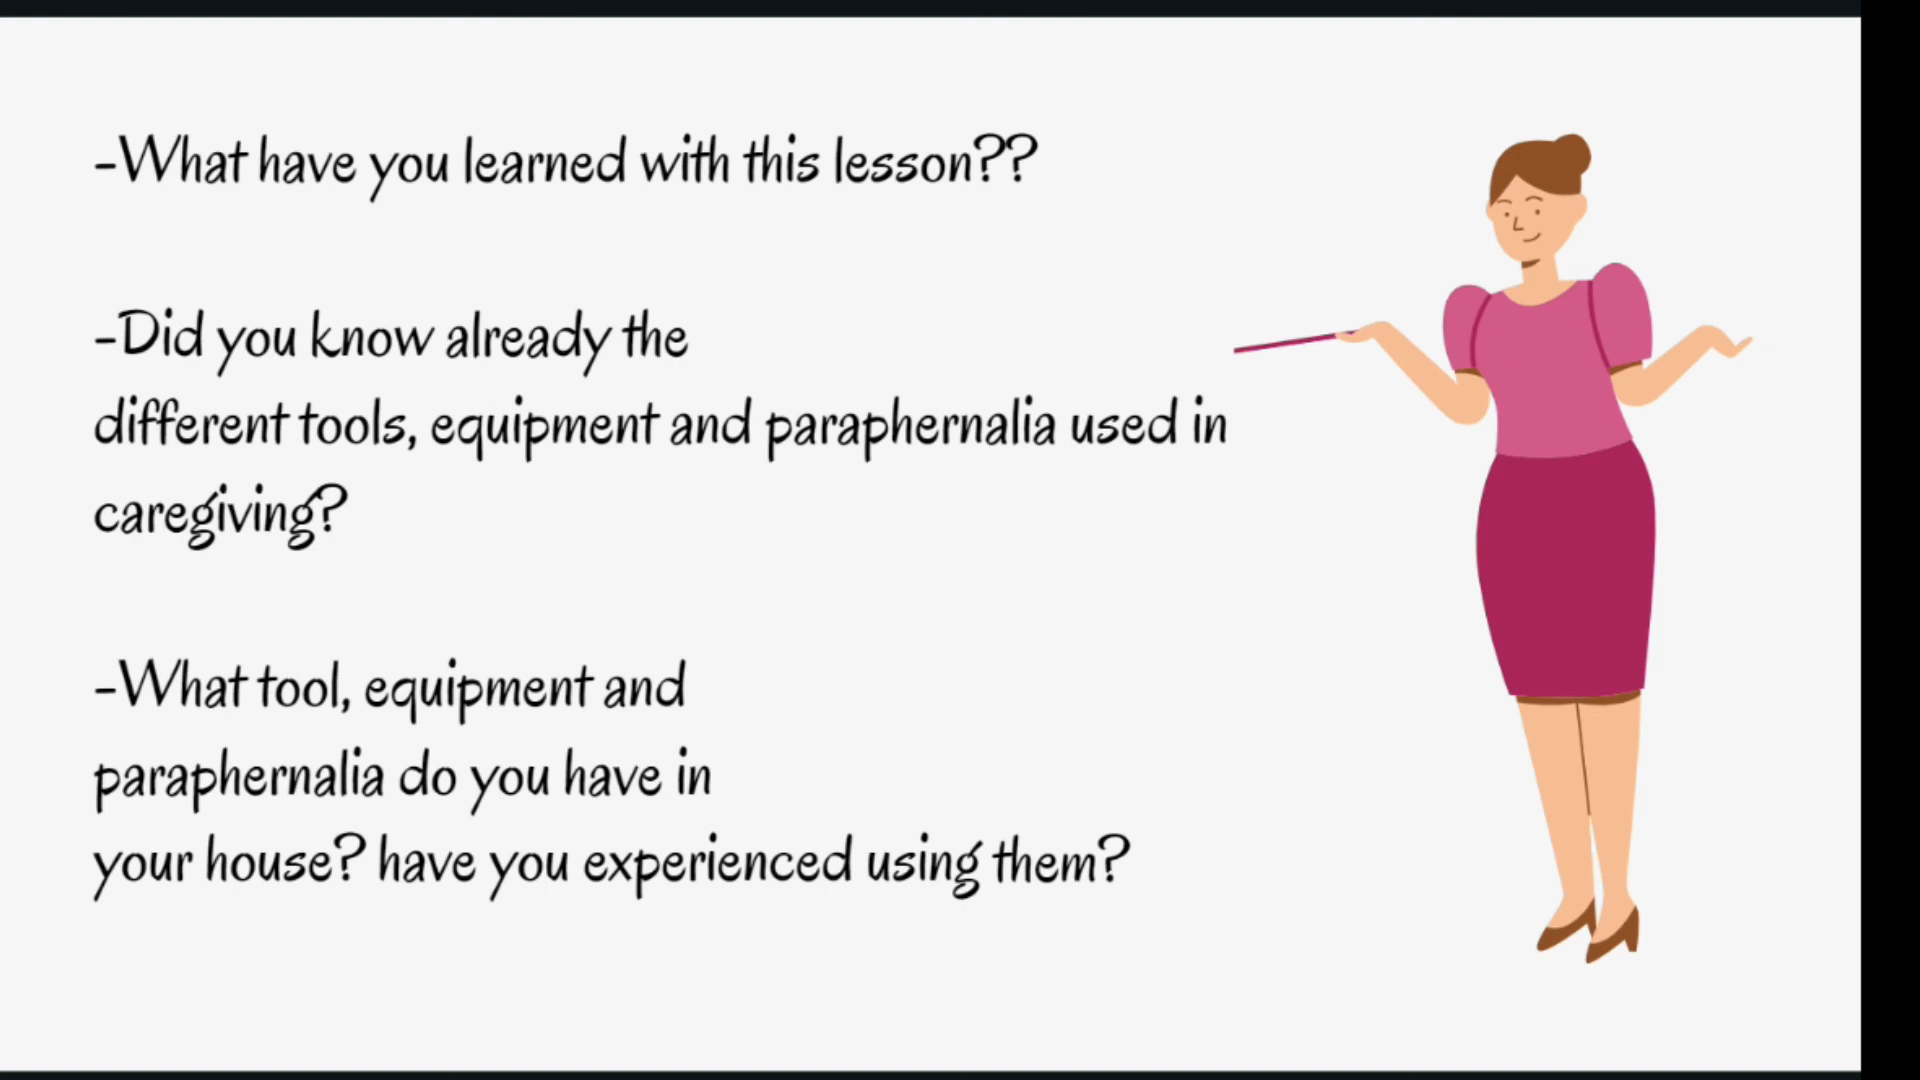 -What have you learned with this lesson??
-Did you know already the
different tools, equipment and paraphernalia used in
caregiving?
-What tool, equipment and
paraphernalia do you have in
your house? have you experienced using them?